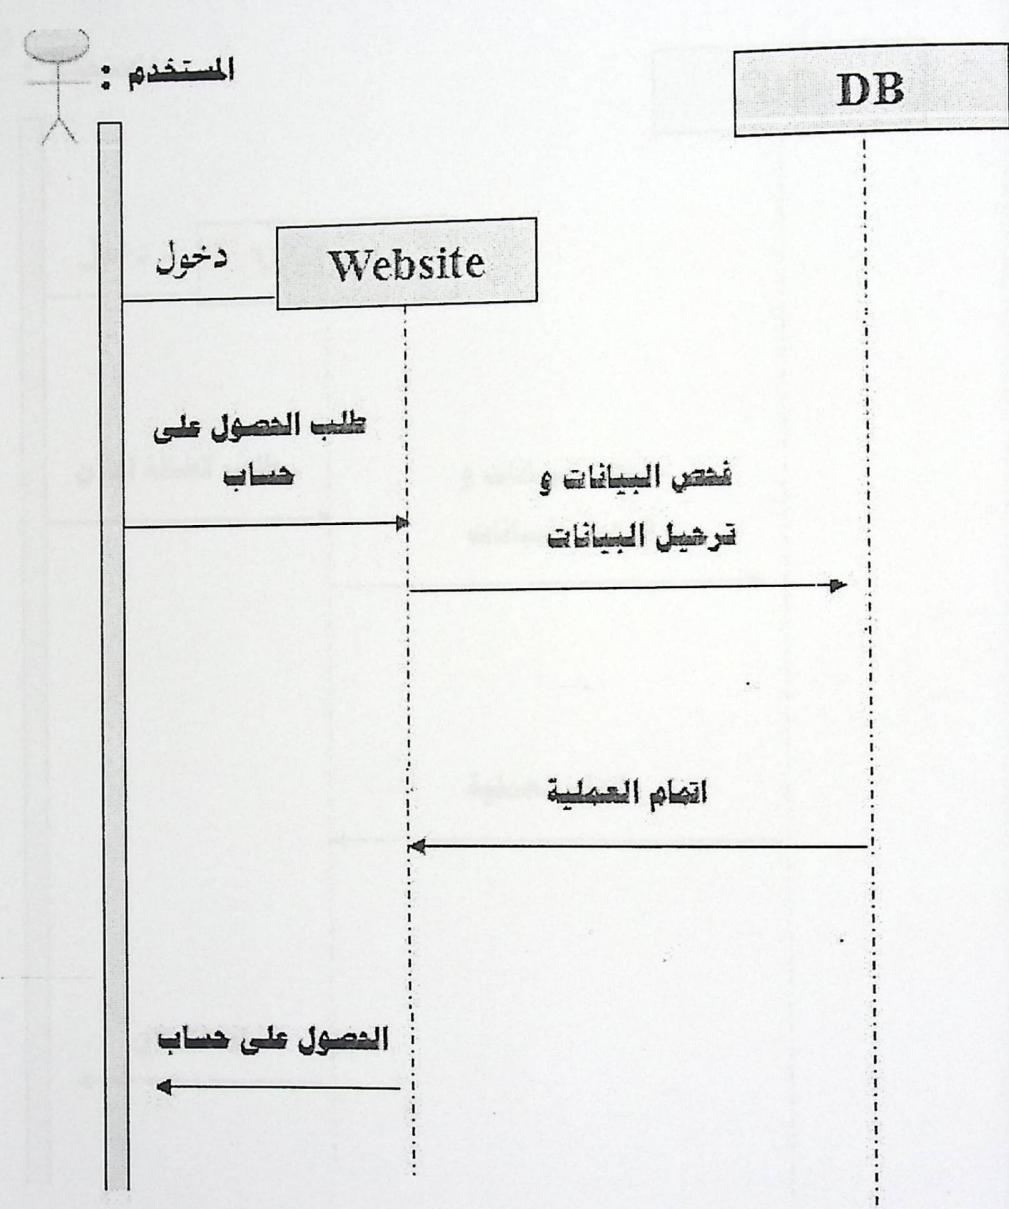 المستخدم :
DB
دخول
Website
طلب الحصول على
حساب
فحص البيانات و
ترحيل البيانات
اتمام العملية
الحصول على حساب